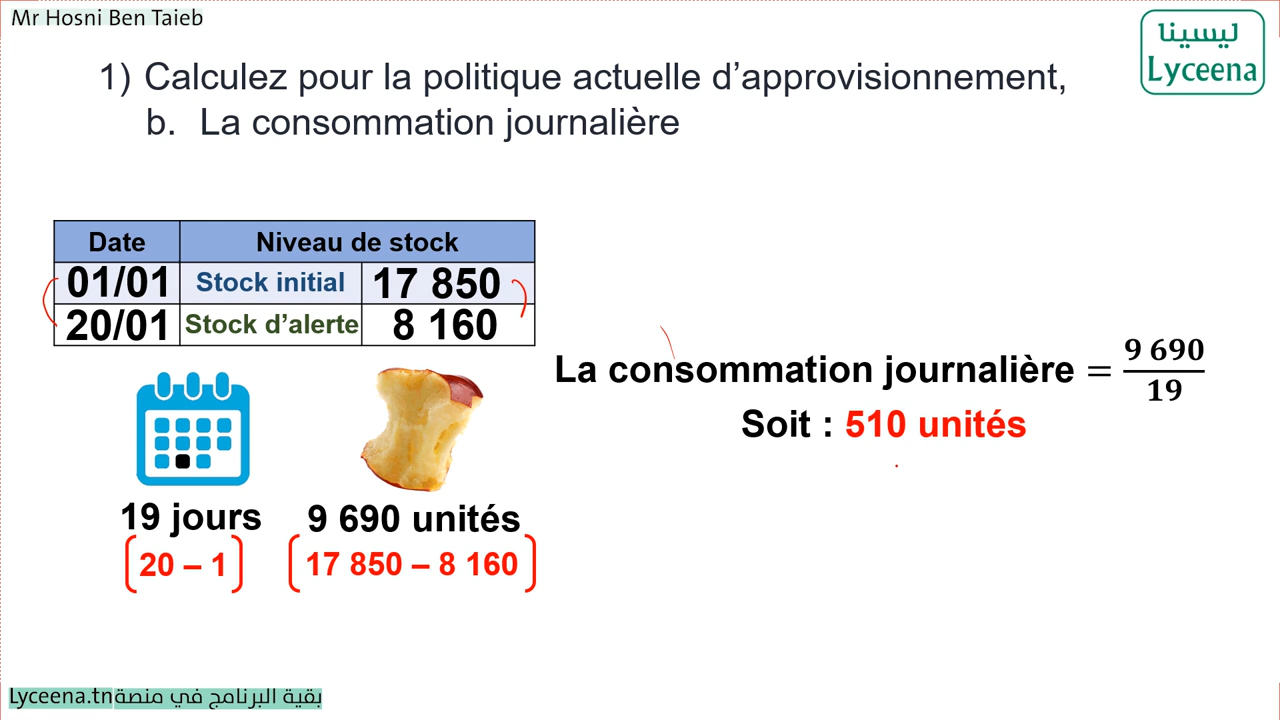 Mr Hosni Ben Taieb
ليسينا
Lyceena
1) Calculez pour la politique actuelle d’approvisionnement,
b. La consommation journalière
Date Niveau de stock
01/01 Stock initial 17 850
20/01 Stock d’alerte 8 160
La consommation journalière = 9 690 / 19
Soit : 510 unités
19 jours 9 690 unités
[20 – 1] [17 850 – 8 160]
بقية البرنامج في منصة Lyceena.tn